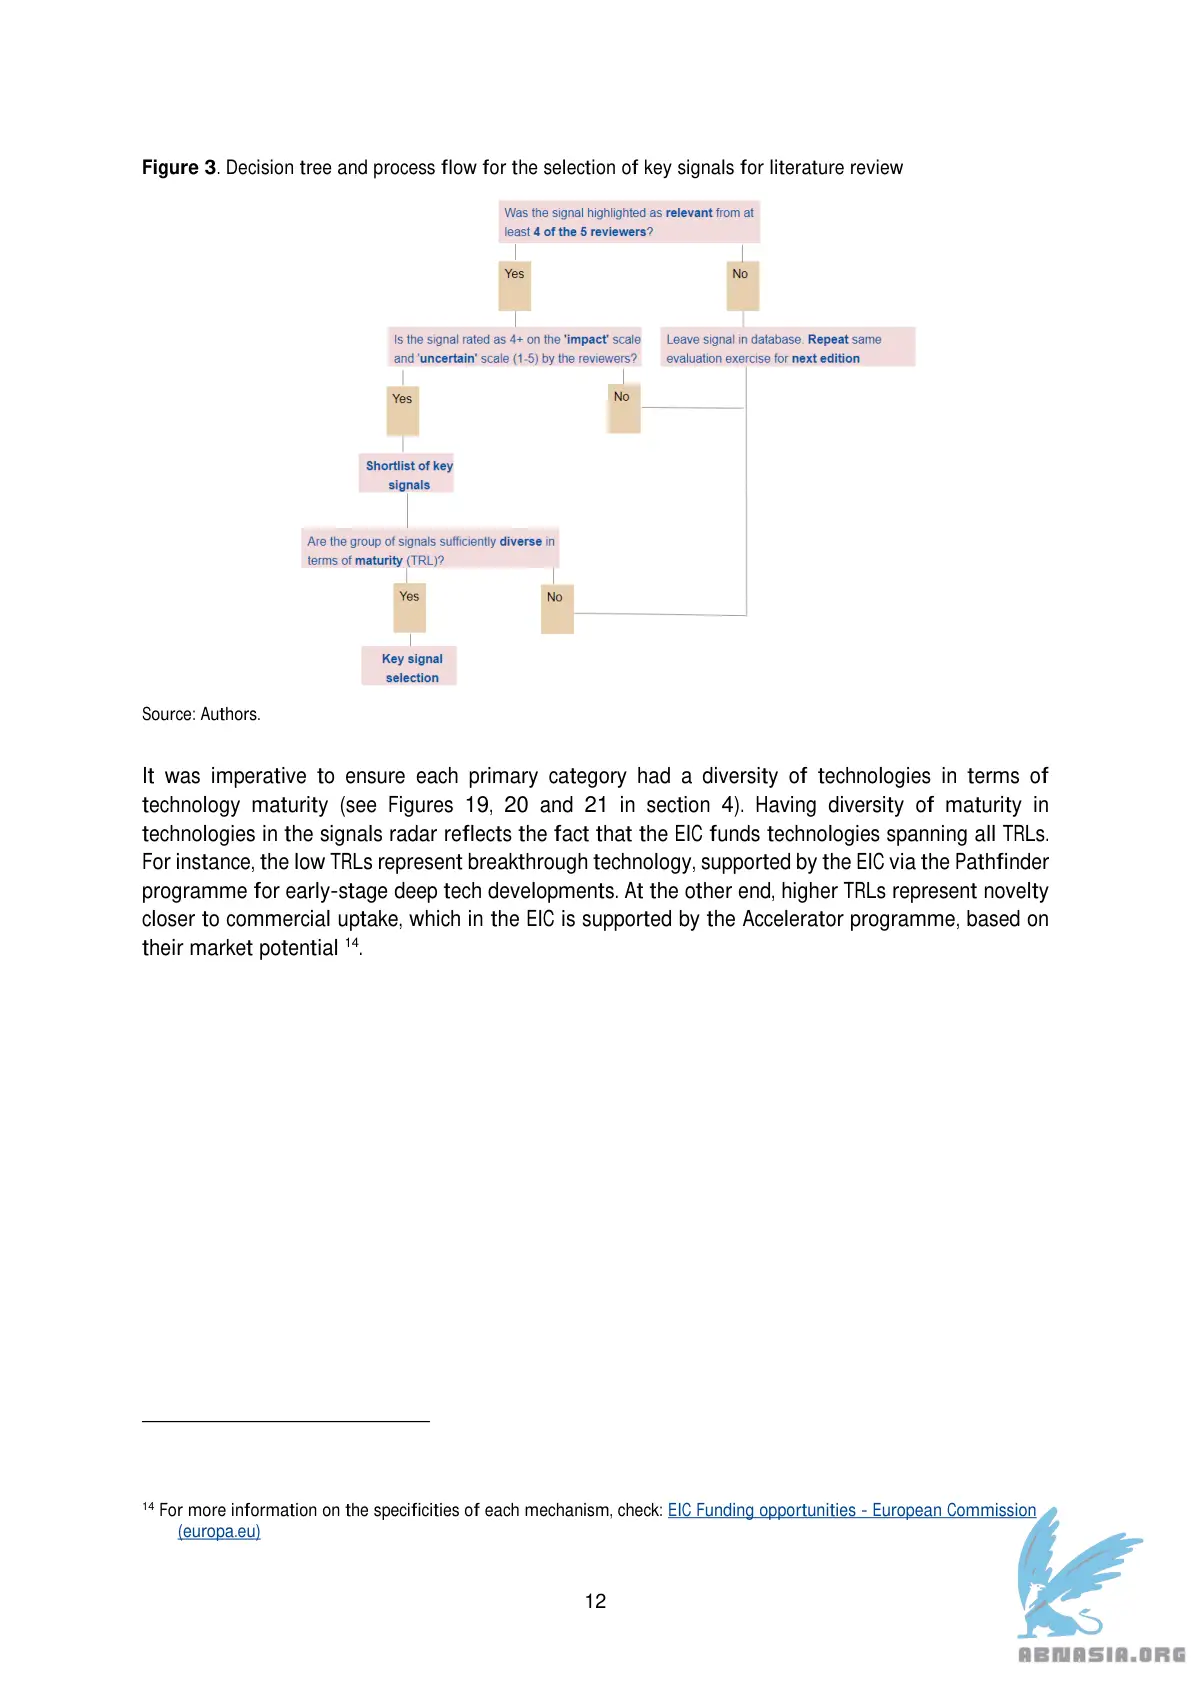 Figure 3. Decision tree and process flow for the selection of key signals for literature review
Was the signal highlighted as relevant from at
least 4 of the 5 reviewers?
Yes
No
Is the signal rated as 4+ on the 'impact' scale
and 'uncertain' scale (1-5) by the reviewers?
Leave signal in database. Repeat same
evaluation exercise for next edition
Yes
No
Shortlist of key
signals
Are the group of signals sufficiently diverse in
terms of maturity (TRL)?
Yes
No
Key signal
selection
Source: Authors.
It was imperative to ensure each primary category had a diversity of technologies in terms of
technology maturity (see Figures 19, 20 and 21 in section 4). Having diversity of maturity in
technologies in the signals radar reflects the fact that the EIC funds technologies spanning all TRLs.
For instance, the low TRLs represent breakthrough technology, supported by the EIC via the Pathfinder
programme for early-stage deep tech developments. At the other end, higher TRLs represent novelty
closer to commercial uptake, which in the EIC is supported by the Accelerator programme, based on
their market potential 14.
14 For more information on the specificities of each mechanism, check: EIC Funding opportunities - European Commission
(europa.eu)
12
ABNASIA.ORG